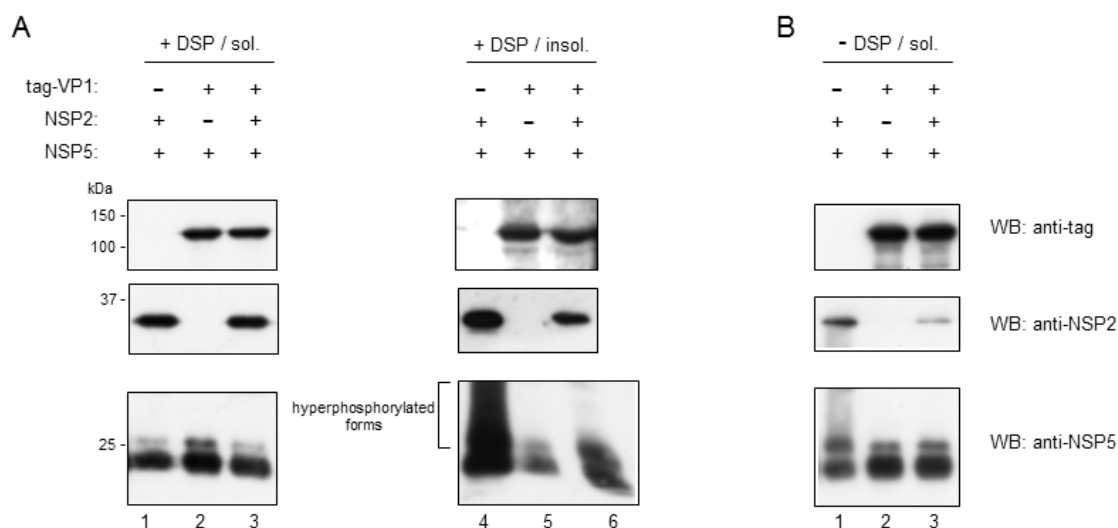 A
B
+ DSP / sol.
+ DSP / insol.
- DSP / sol.
tag-VP1: - + + - + + - + +
NSP2: + - + + - + + - +
NSP5: + + + + + + + + +
kDa
150 -
100 -
WB: anti-tag
37 -
WB: anti-NSP2
hyperphosphorylated
forms
25 -
WB: anti-NSP5
1 2 3 4 5 6 1 2 3